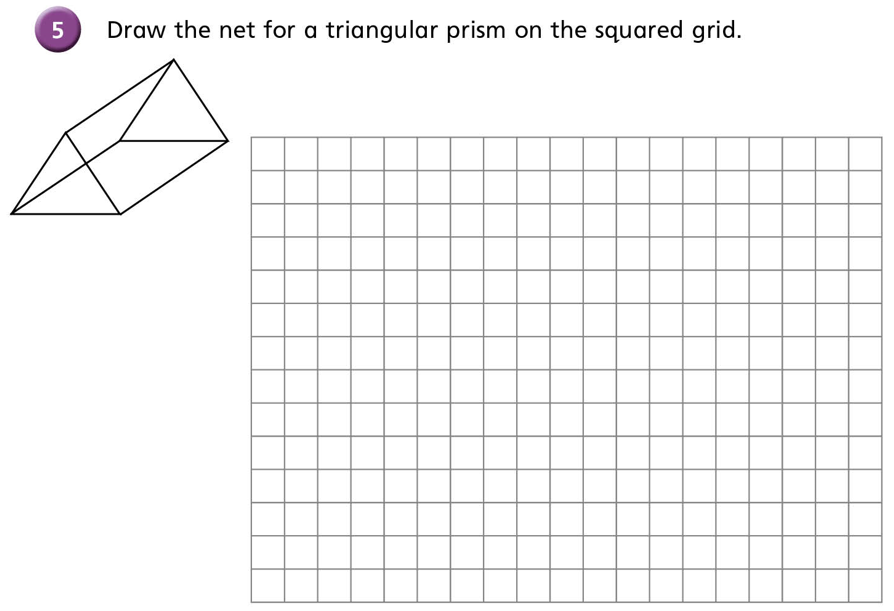 5 Draw the net for a triangular prism on the squared grid.